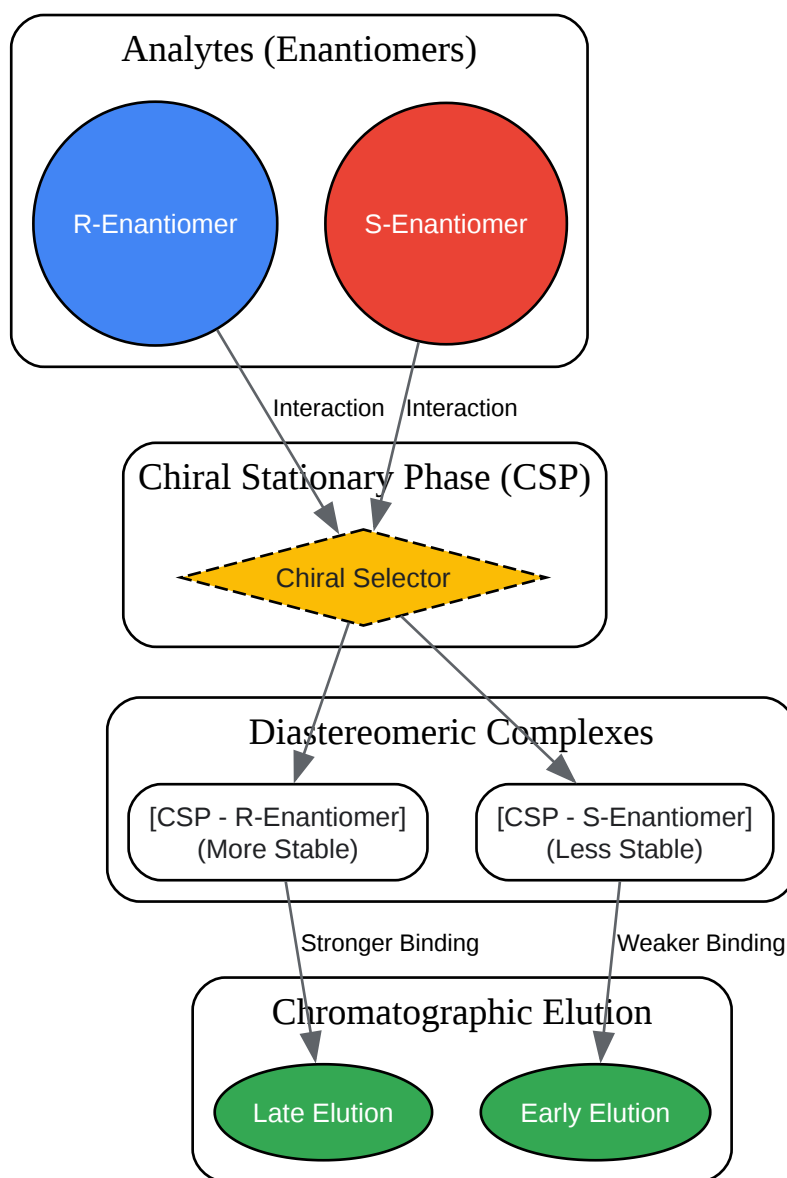 Analytes (Enantiomers)
R-Enantiomer
S-Enantiomer
Interaction
Interaction
Chiral Stationary Phase (CSP)
Chiral Selector
Diastereomeric Complexes
[CSP - R-Enantiomer]
(More Stable)
[CSP - S-Enantiomer]
(Less Stable)
Stronger Binding
Weaker Binding
Chromatographic Elution
Late Elution
Early Elution